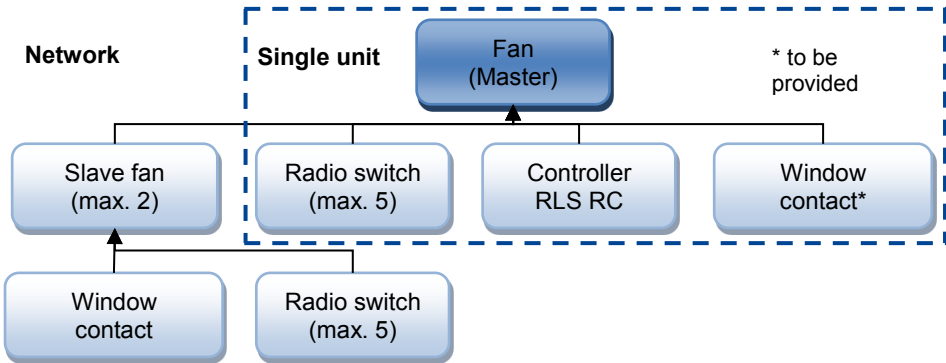 Network
Single unit
Fan
(Master)
* to be
provided
Slave fan
(max. 2)
Radio switch
(max. 5)
Controller
RLS RC
Window
contact*
Window
contact
Radio switch
(max. 5)